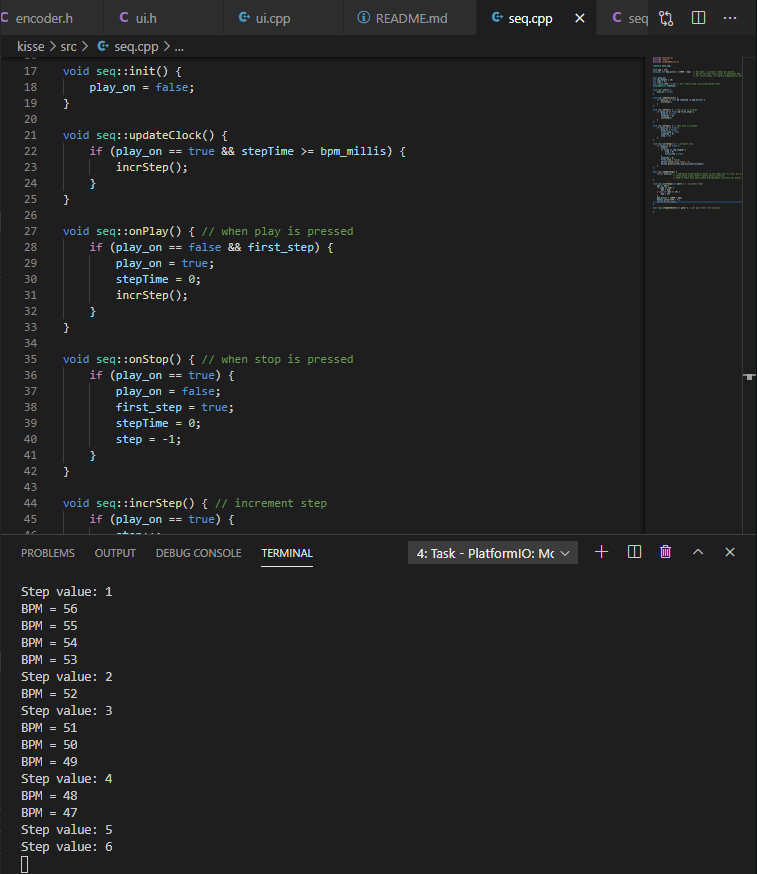 C encoder.h C ui.h C+ ui.cpp README.md C+ seq.cpp × C seq ...
kisse > src > C+ seq.cpp > ...
17 void seq::init() {
18 play_on = false;
19 }
20
21 void seq::updateClock() {
22 if (play_on == true && stepTime >= bpm_millis) {
23 incrStep();
24 }
25 }
26
27 void seq::onPlay() { // when play is pressed
28 if (play_on == false && first_step) {
29 play_on = true;
30 stepTime = 0;
31 incrStep();
32 }
33 }
34
35 void seq::onStop() { // when stop is pressed
36 if (play_on == true) {
37 play_on = false;
38 first_step = true;
39 stepTime = 0;
40 step = -1;
41 }
42 }
43
44 void seq::incrStep() { // increment step
45 if (play_on == true) {
PROBLEMS OUTPUT DEBUG CONSOLE TERMINAL 4: Task - PlatformIO: Mc
Step value: 1
BPM = 56
BPM = 55
BPM = 54
BPM = 53
Step value: 2
BPM = 52
Step value: 3
BPM = 51
BPM = 50
BPM = 49
Step value: 4
BPM = 48
BPM = 47
Step value: 5
Step value: 6